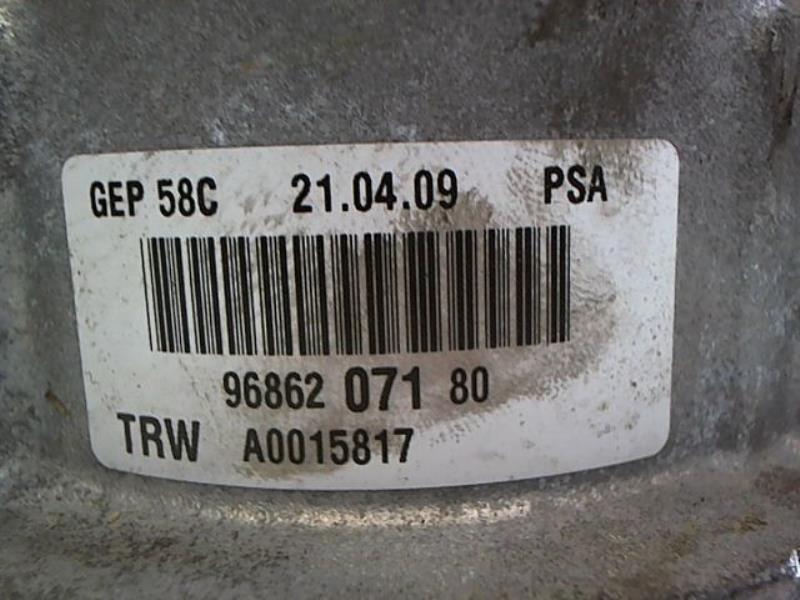 GEP 58C 21.04.09 PSA
96862 071 80
TRW A0015817